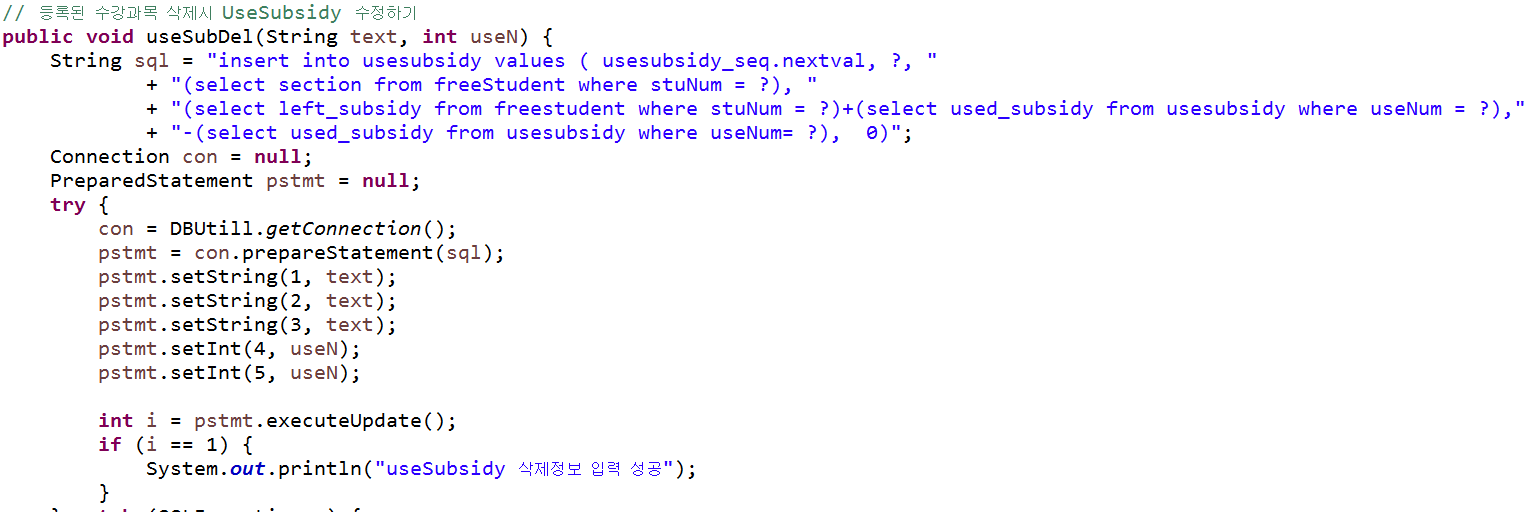 // 등록된 수강과목 삭제시 UseSubsidy 수정하기
public void useSubDel(String text, int useN) {
    String sql = "insert into usesubsidy values ( usesubsidy_seq.nextval, ?, "
            + "(select section from freeStudent where stuNum = ?), "
            + "(select left_subsidy from freestudent where stuNum = ?)+(select used_subsidy from usesubsidy where useNum = ?),"
            + "-(select used_subsidy from usesubsidy where useNum= ?),  0)";
    Connection con = null;
    PreparedStatement pstmt = null;
    try {
        con = DBUtill.getConnection();
        pstmt = con.prepareStatement(sql);
        pstmt.setString(1, text);
        pstmt.setString(2, text);
        pstmt.setString(3, text);
        pstmt.setInt(4, useN);
        pstmt.setInt(5, useN);

        int i = pstmt.executeUpdate();
        if (i == 1) {
            System.out.println("useSubsidy 삭제정보 입력 성공");
        }